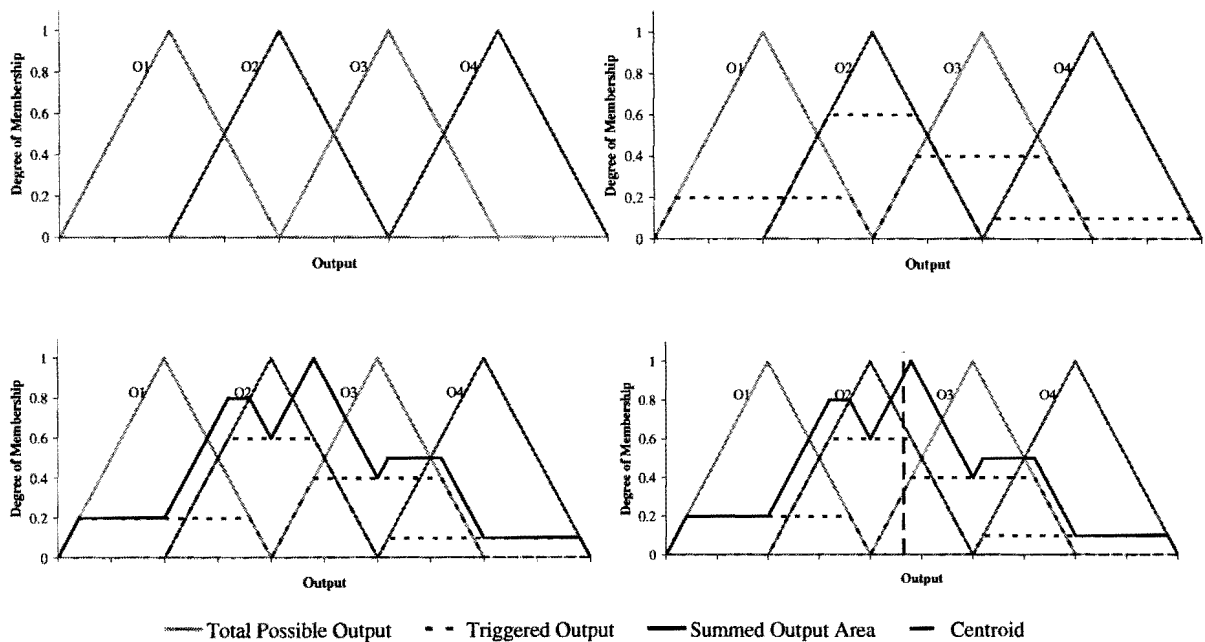 1
0.8
0.6
0.4
0.2
0
Degree of Membership
O1
O2
O3
O4
Output
1
0.8
0.6
0.4
0.2
0
Degree of Membership
O1
O2
O3
O4
Output
1
0.8
0.6
0.4
0.2
0
Degree of Membership
O1
O2
O3
O4
Output
1
0.8
0.6
0.4
0.2
0
Degree of Membership
O1
O2
O3
O4
Output
Total Possible Output
Triggered Output
Summed Output Area
Centroid